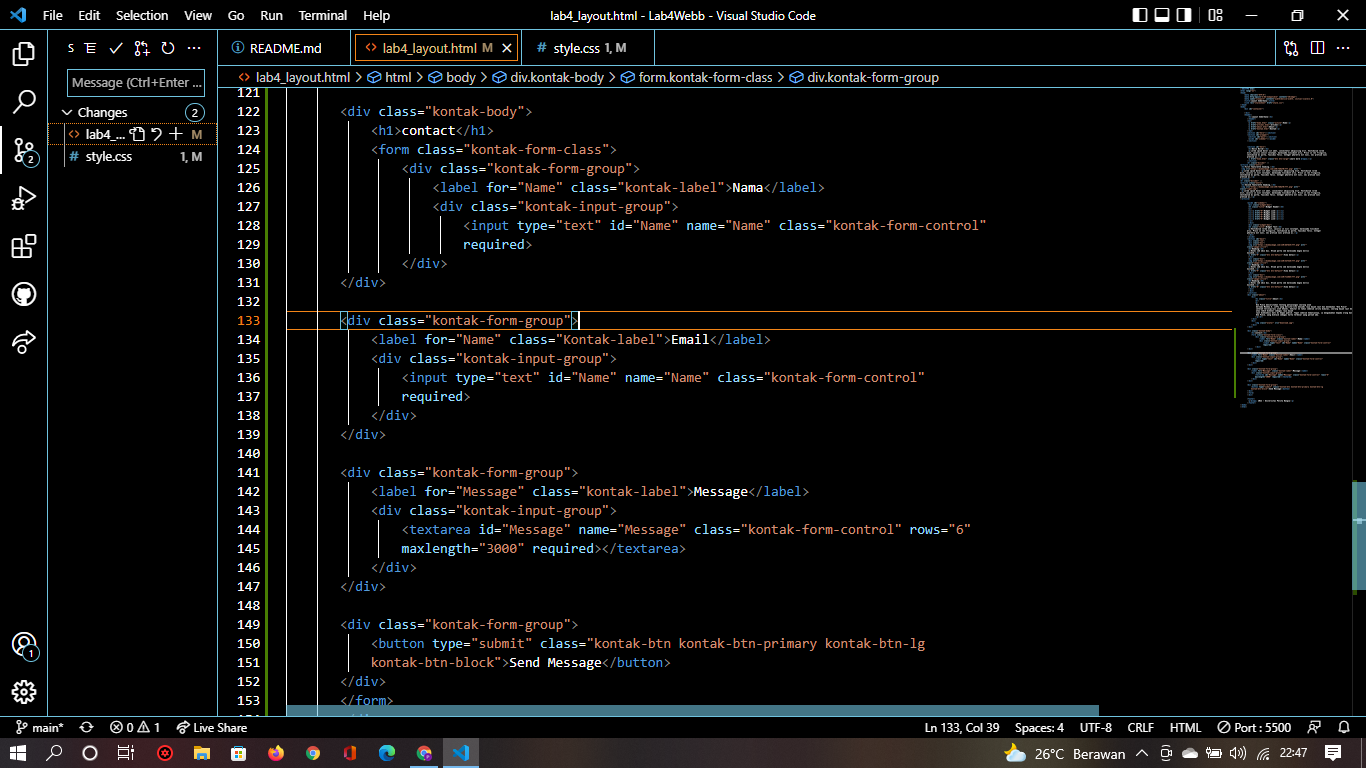 File Edit Selection View Go Run Terminal Help lab4_layout.html - Lab4Webb - Visual Studio Code
S README.md lab4_layout.html M style.css 1, M
Message (Ctrl+Enter ...
lab4_layout.html > html > body > div.kontak-body > form.kontak-form-class > div.kontak-form-group
Changes 2
lab4_... M
style.css 1, M
2
1
121
122 <div class="kontak-body">
123 <h1>contact</h1>
124 <form class="kontak-form-class">
125 <div class="kontak-form-group">
126 <label for="Name" class="kontak-label">Nama</label>
127 <div class="kontak-input-group">
128 <input type="text" id="Name" name="Name" class="kontak-form-control"
129 required>
130 </div>
131 </div>
132
133 <div class="kontak-form-group">
134 <label for="Name" class="Kontak-label">Email</label>
135 <div class="kontak-input-group">
136 <input type="text" id="Name" name="Name" class="kontak-form-control"
137 required>
138 </div>
139 </div>
140
141 <div class="kontak-form-group">
142 <label for="Message" class="kontak-label">Message</label>
143 <div class="kontak-input-group">
144 <textarea id="Message" name="Message" class="kontak-form-control" rows="6"
145 maxlength="3000" required></textarea>
146 </div>
147 </div>
148
149 <div class="kontak-form-group">
150 <button type="submit" class="kontak-btn kontak-btn-primary kontak-btn-lg
151 kontak-btn-block">Send Message</button>
152 </div>
153 </form>
main* 0 1 Live Share Ln 133, Col 39 Spaces: 4 UTF-8 CRLF HTML Port : 5500
26°C Berawan 22:47